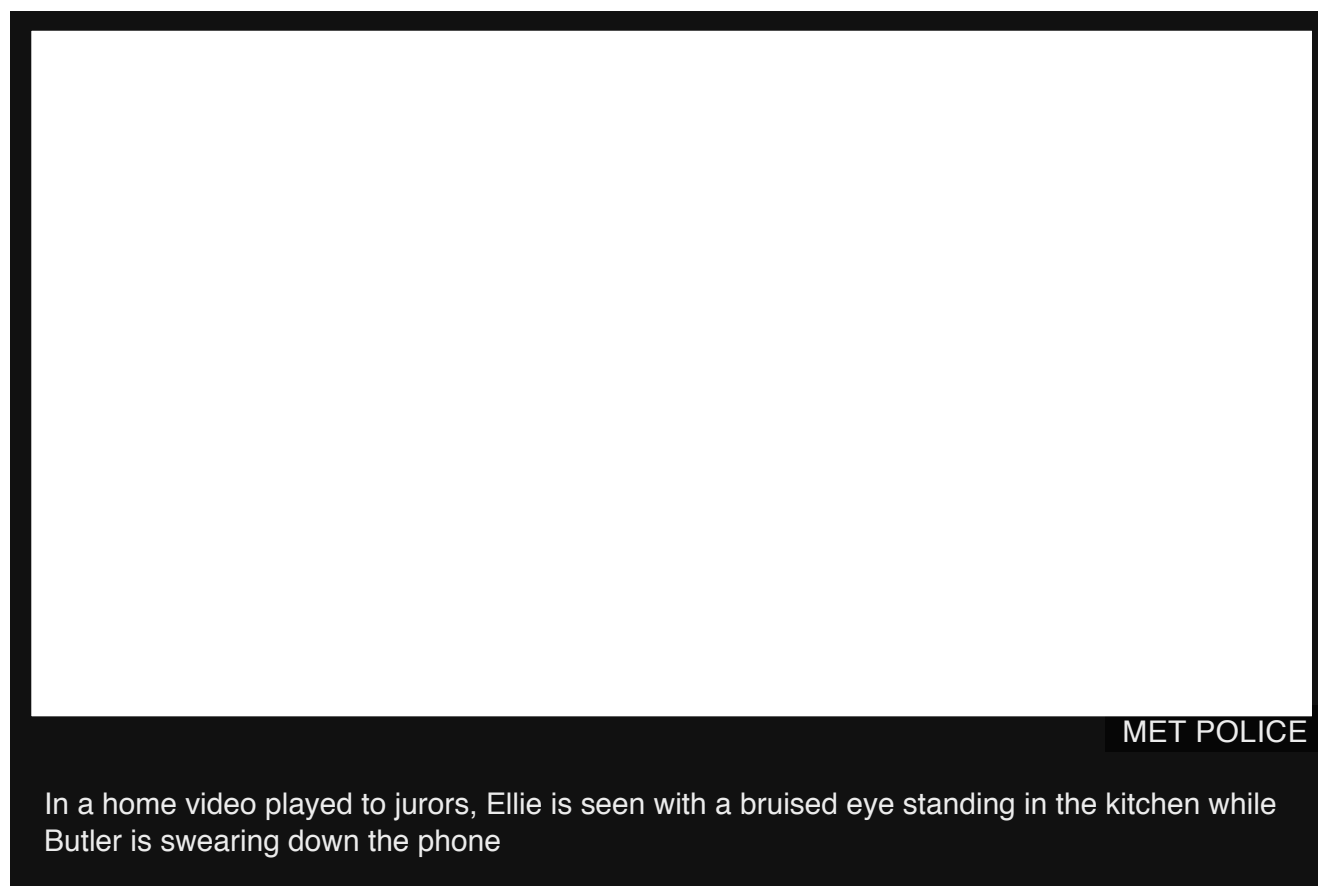 MET POLICE
In a home video played to jurors, Ellie is seen with a bruised eye standing in the kitchen while
Butler is swearing down the phone